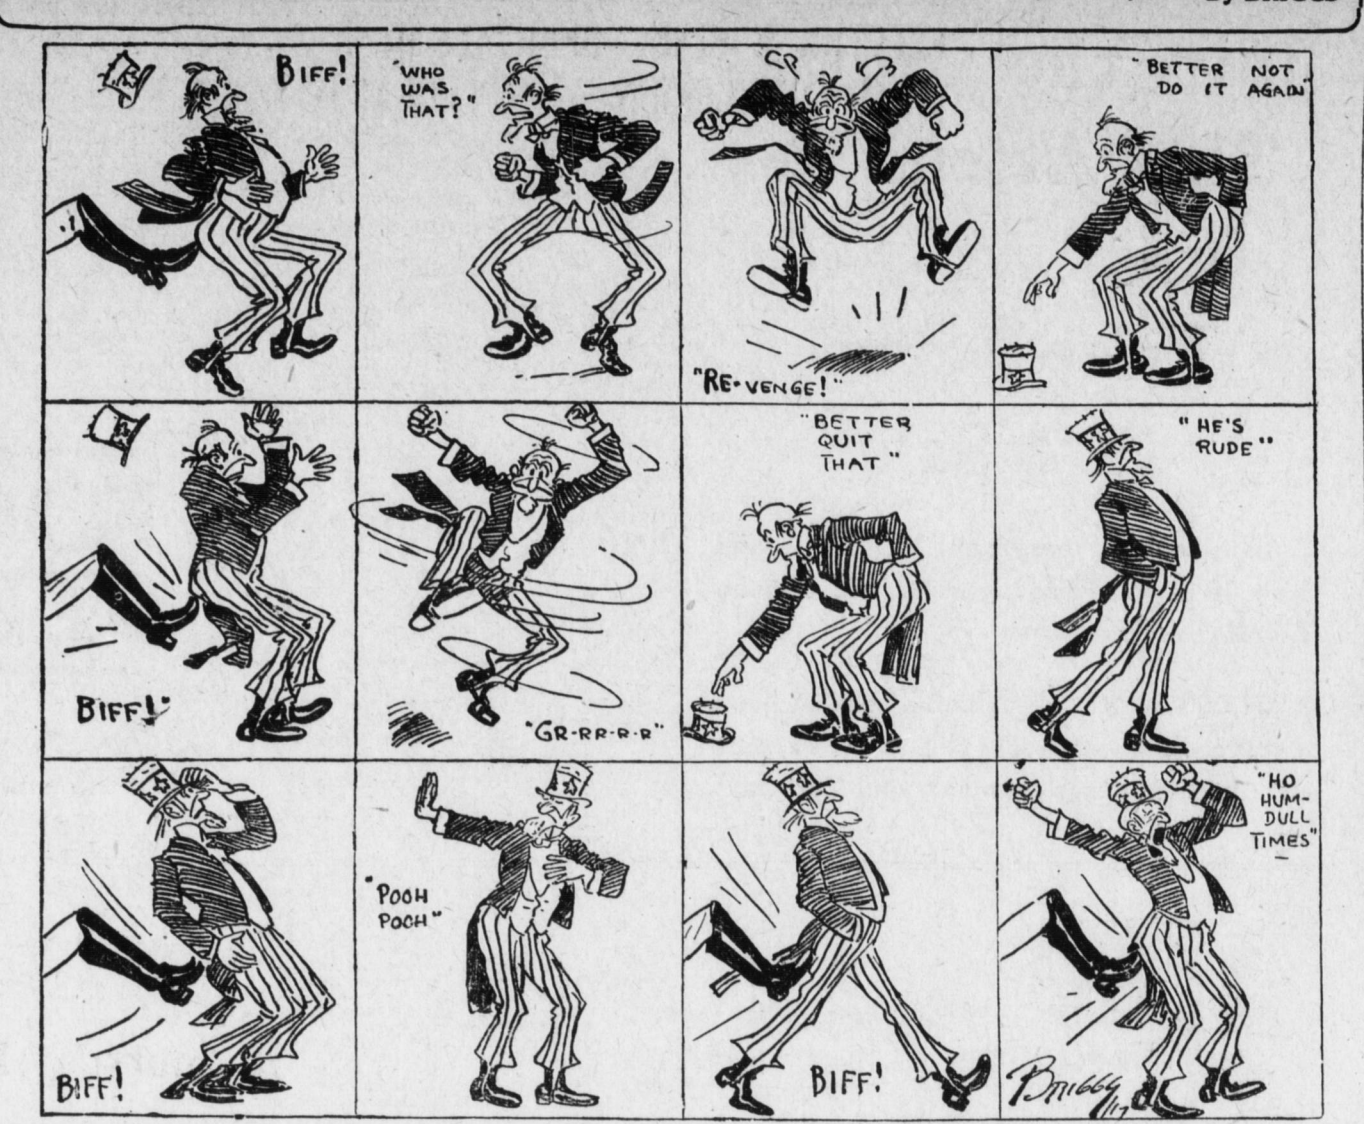 BIFF!
"WHO
WAS
THAT?"
"RE-VENGE!"
"BETTER NOT
DO IT AGAIN"
BIFF!"
"GR-RR-R-R"
"BETTER
QUIT
THAT"
"HE'S
RUDE"
BIFF!
"POOH
POOH"
BIFF!
"HO
HUM-
DULL
TIMES"
BRIGGS
/17